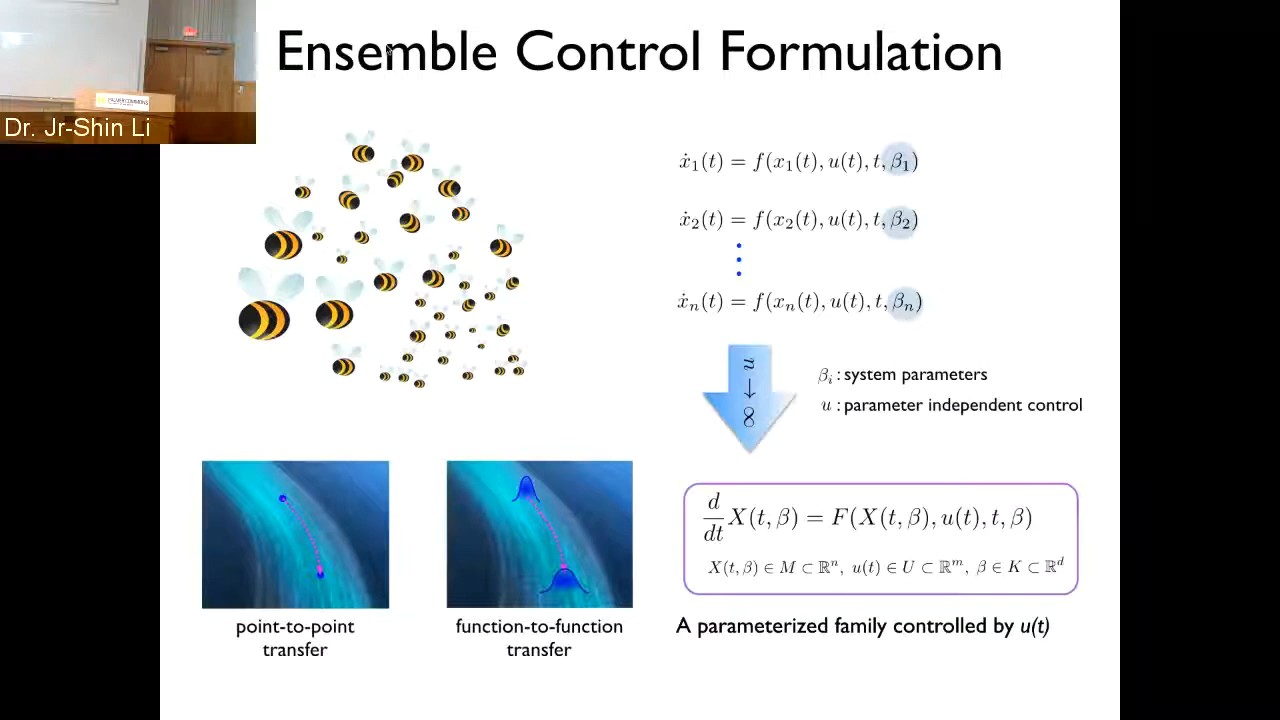 Ensemble Control Formulation
PALMER COMMONS
Dr. Jr-Shin Li
ẋ₁(t) = f(x₁(t), u(t), t, β₁)
ẋ₂(t) = f(x₂(t), u(t), t, β₂)
⋮
ẋₙ(t) = f(xₙ(t), u(t), t, βₙ)
n → ∞
βᵢ : system parameters
u : parameter independent control
d/dt X(t, β) = F(X(t, β), u(t), t, β)
X(t, β) ∈ M ⊂ ℝⁿ, u(t) ∈ U ⊂ ℝᵐ, β ∈ K ⊂ ℝᵈ
point-to-point
transfer
function-to-function
transfer
A parameterized family controlled by u(t)